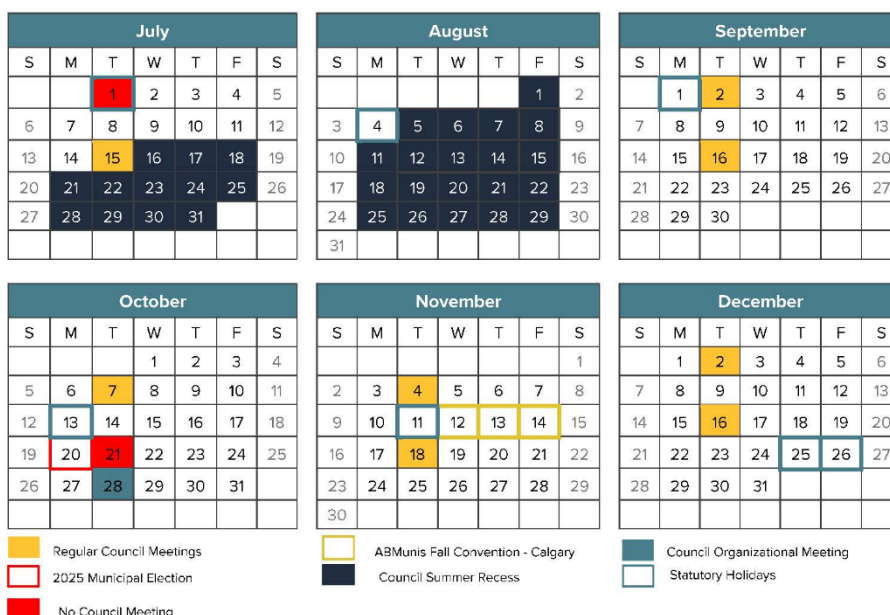 July
August
September
S M T W T F S
S M T W T F S
S M T W T F S
1 2 3 4 5
1 2
1 2 3 4 5 6
6 7 8 9 10 11 12
3 4 5 6 7 8 9
7 8 9 10 11 12 13
13 14 15 16 17 18 19
10 11 12 13 14 15 16
14 15 16 17 18 19 20
20 21 22 23 24 25 26
17 18 19 20 21 22 23
21 22 23 24 25 26 27
27 28 29 30 31
24 25 26 27 28 29 30
28 29 30
31
October
November
December
S M T W T F S
S M T W T F S
S M T W T F S
1 2 3 4
1
1 2 3 4 5 6
5 6 7 8 9 10 11
2 3 4 5 6 7 8
7 8 9 10 11 12 13
12 13 14 15 16 17 18
9 10 11 12 13 14 15
14 15 16 17 18 19 20
19 20 21 22 23 24 25
16 17 18 19 20 21 22
21 22 23 24 25 26 27
26 27 28 29 30 31
23 24 25 26 27 28 29
28 29 30 31
30
Regular Council Meetings
ABMunis Fall Convention - Calgary
Council Organizational Meeting
2025 Municipal Election
Council Summer Recess
Statutory Holidays
No Council Meeting